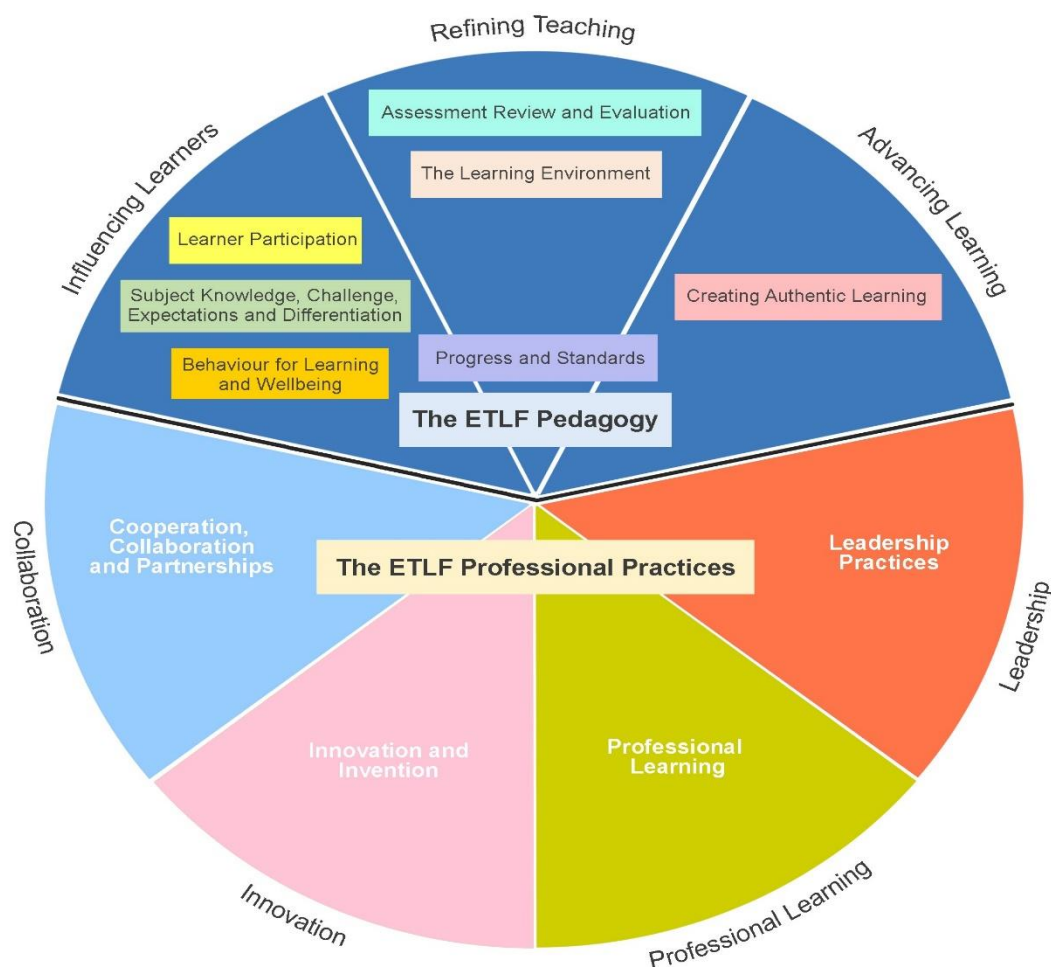 Refining Teaching
Influencing Learners
Advancing Learning
Assessment Review and Evaluation
The Learning Environment
Learner Participation
Subject Knowledge, Challenge,
Expectations and Differentiation
Creating Authentic Learning
Behaviour for Learning
and Wellbeing
Progress and Standards
The ETLF Pedagogy
Cooperation,
Collaboration
and Partnerships
The ETLF Professional Practices
Leadership
Practices
Collaboration
Leadership
Innovation and
Invention
Professional
Learning
Innovation
Professional Learning